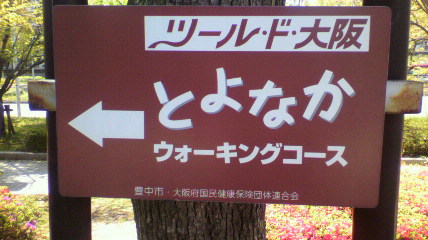 ツール・ド・大阪
とよなか
ウォーキングコース
豊中市・大阪府国民健康保険団体連合会